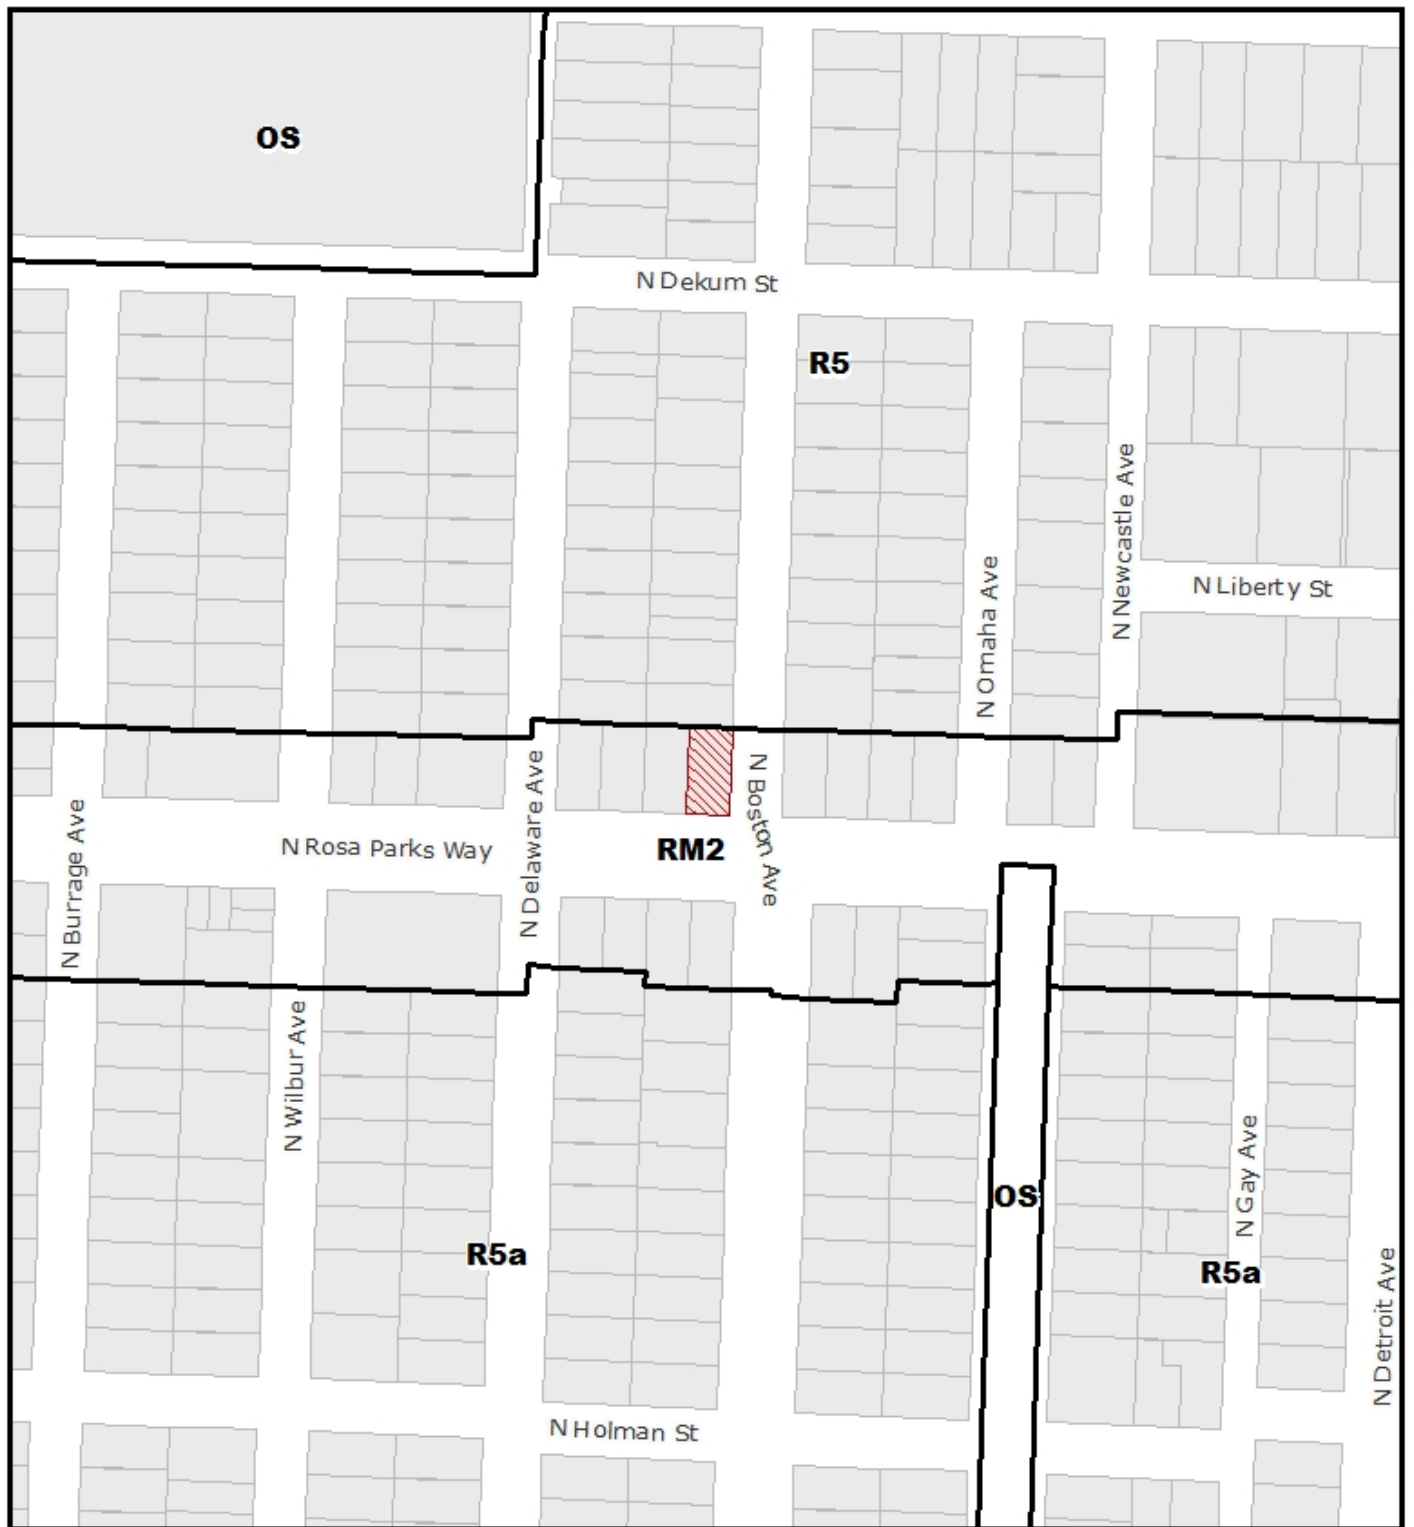 OS
N Dekum St
R5
N Newcastle Ave
N Omaha Ave
N Liberty St
N Delaware Ave
N Boston Ave
N Burrage Ave
N Rosa Parks Way
RM2
N Wilbur Ave
N Gay Ave
OS
R5a
R5a
N Detroit Ave
N Holman St